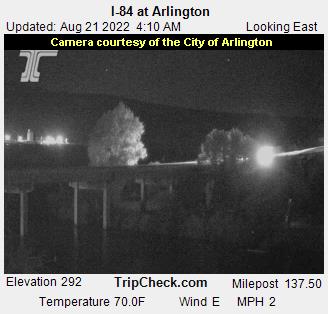 I-84 at Arlington
Updated: Aug 21 2022 4:10 AM Looking East
Camera courtesy of the City of Arlington
Elevation 292 TripCheck.com Milepost 137.50
Temperature 70.0F Wind E MPH 2